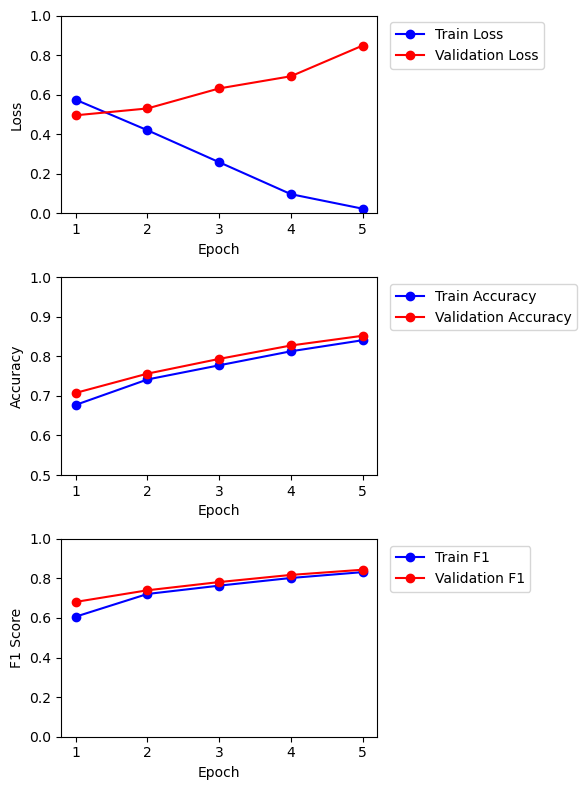 1.0
0.8
0.6
0.4
0.2
0.0
Loss
1 2 3 4 5
Epoch
Train Loss
Validation Loss
1.0
0.9
0.8
0.7
0.6
0.5
Accuracy
1 2 3 4 5
Epoch
Train Accuracy
Validation Accuracy
1.0
0.8
0.6
0.4
0.2
0.0
F1 Score
1 2 3 4 5
Epoch
Train F1
Validation F1